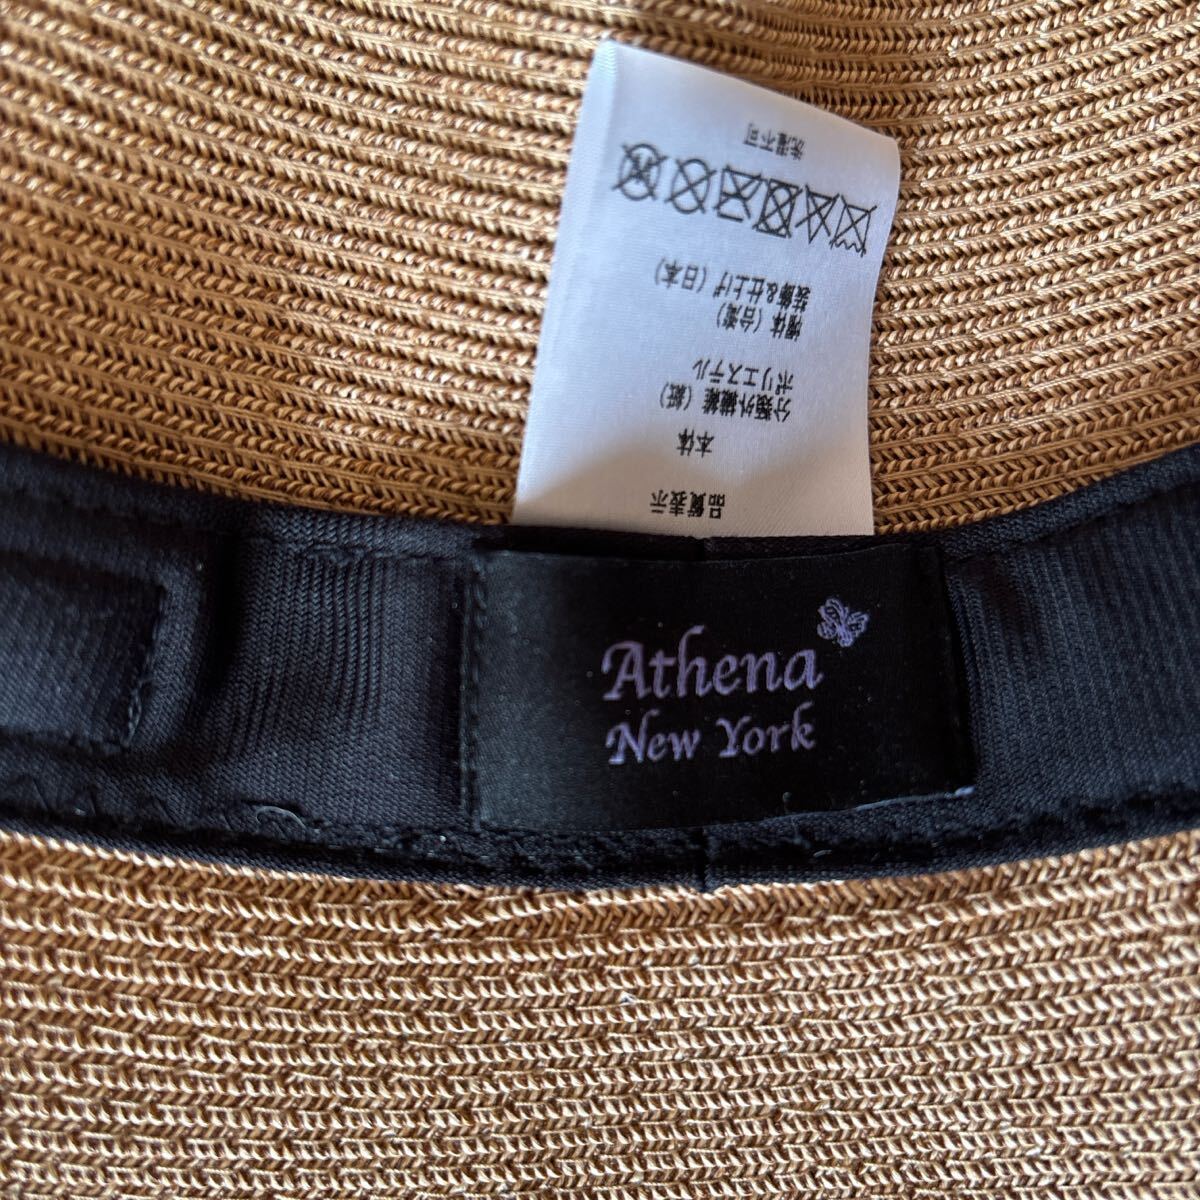 品質表示
本体
分類外繊維（紙）
ポリエステル
裸体（台湾）
装飾&仕上げ（日本）
洗濯不可
Athena
New York